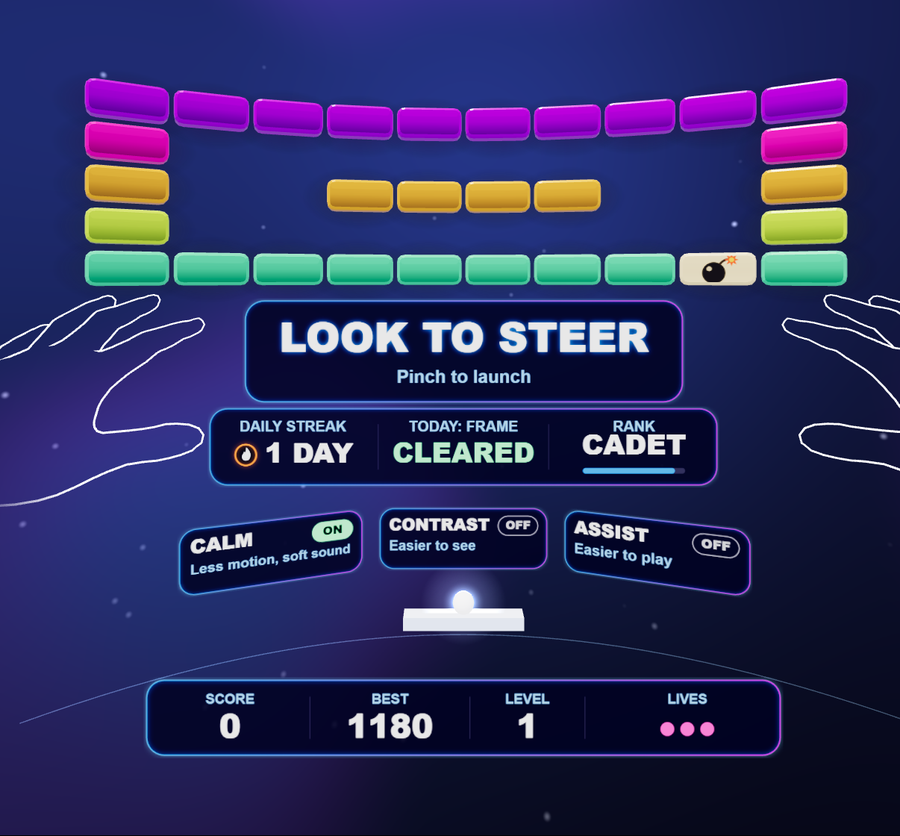 LOOK TO STEER
Pinch to launch
DAILY STREAK
1 DAY
TODAY: FRAME
CLEARED
RANK
CADET
CALM
ON
Less motion, soft sound
CONTRAST
OFF
Easier to see
ASSIST
OFF
Easier to play
SCORE
0
BEST
1180
LEVEL
1
LIVES